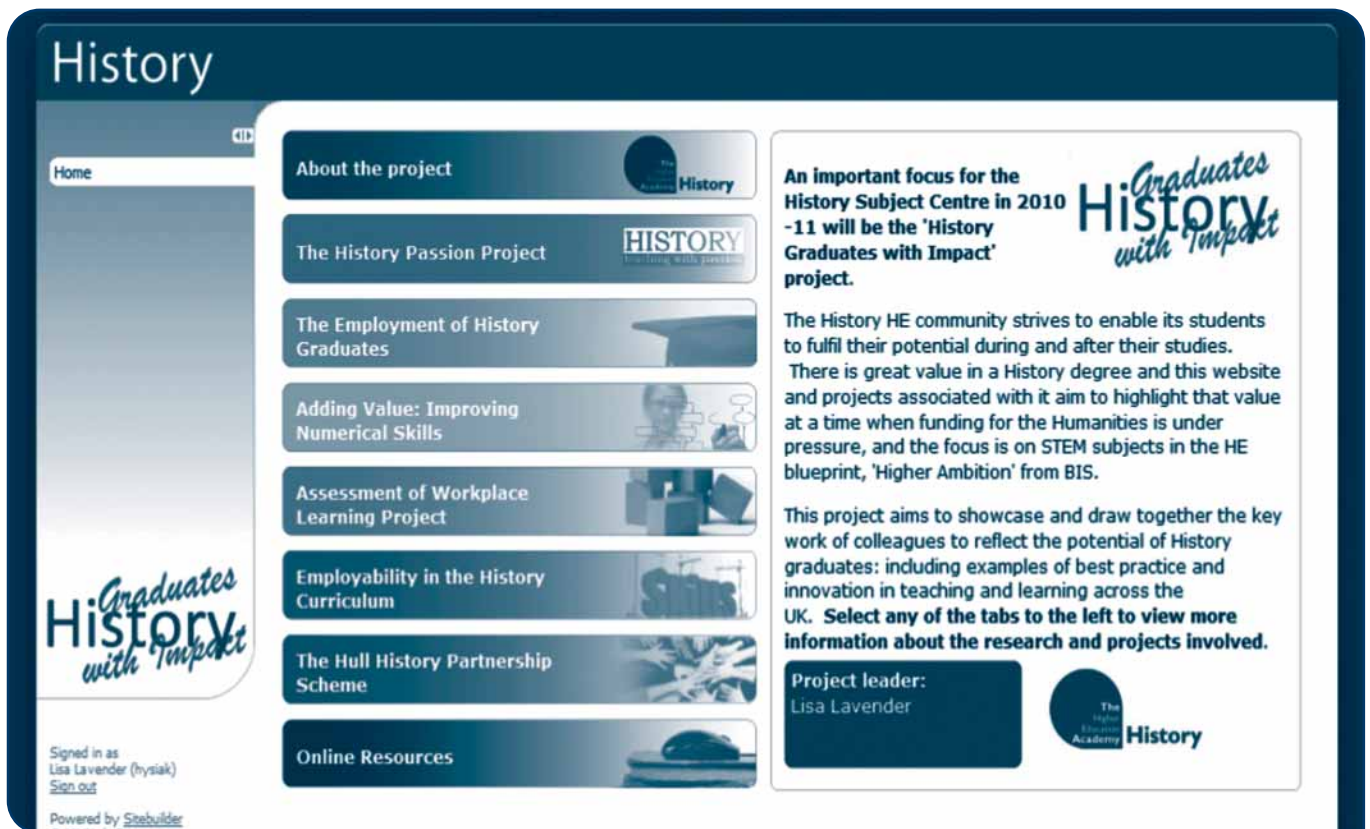 History
Home
About the project
The
Higher
Education
Academy History
The History Passion Project
HISTORY
teaching with passion
The Employment of History
Graduates
Adding Value: Improving
Numerical Skills
Assessment of Workplace
Learning Project
Employability in the History
Curriculum
Skills
The Hull History Partnership
Scheme
Online Resources
An important focus for the
History Subject Centre in 2010
-11 will be the 'History
Graduates with Impact'
project.
Graduates
History
with Impact
The History HE community strives to enable its students
to fulfil their potential during and after their studies.
There is great value in a History degree and this website
and projects associated with it aim to highlight that value
at a time when funding for the Humanities is under
pressure, and the focus is on STEM subjects in the HE
blueprint, 'Higher Ambition' from BIS.
This project aims to showcase and draw together the key
work of colleagues to reflect the potential of History
graduates: including examples of best practice and
innovation in teaching and learning across the
UK. Select any of the tabs to the left to view more
information about the research and projects involved.
Project leader:
Lisa Lavender
The
Higher
Education
Academy History
Graduates
History
with Impact
Signed in as
Lisa Lavender (hysiak)
Sign out
Powered by Sitebuilder